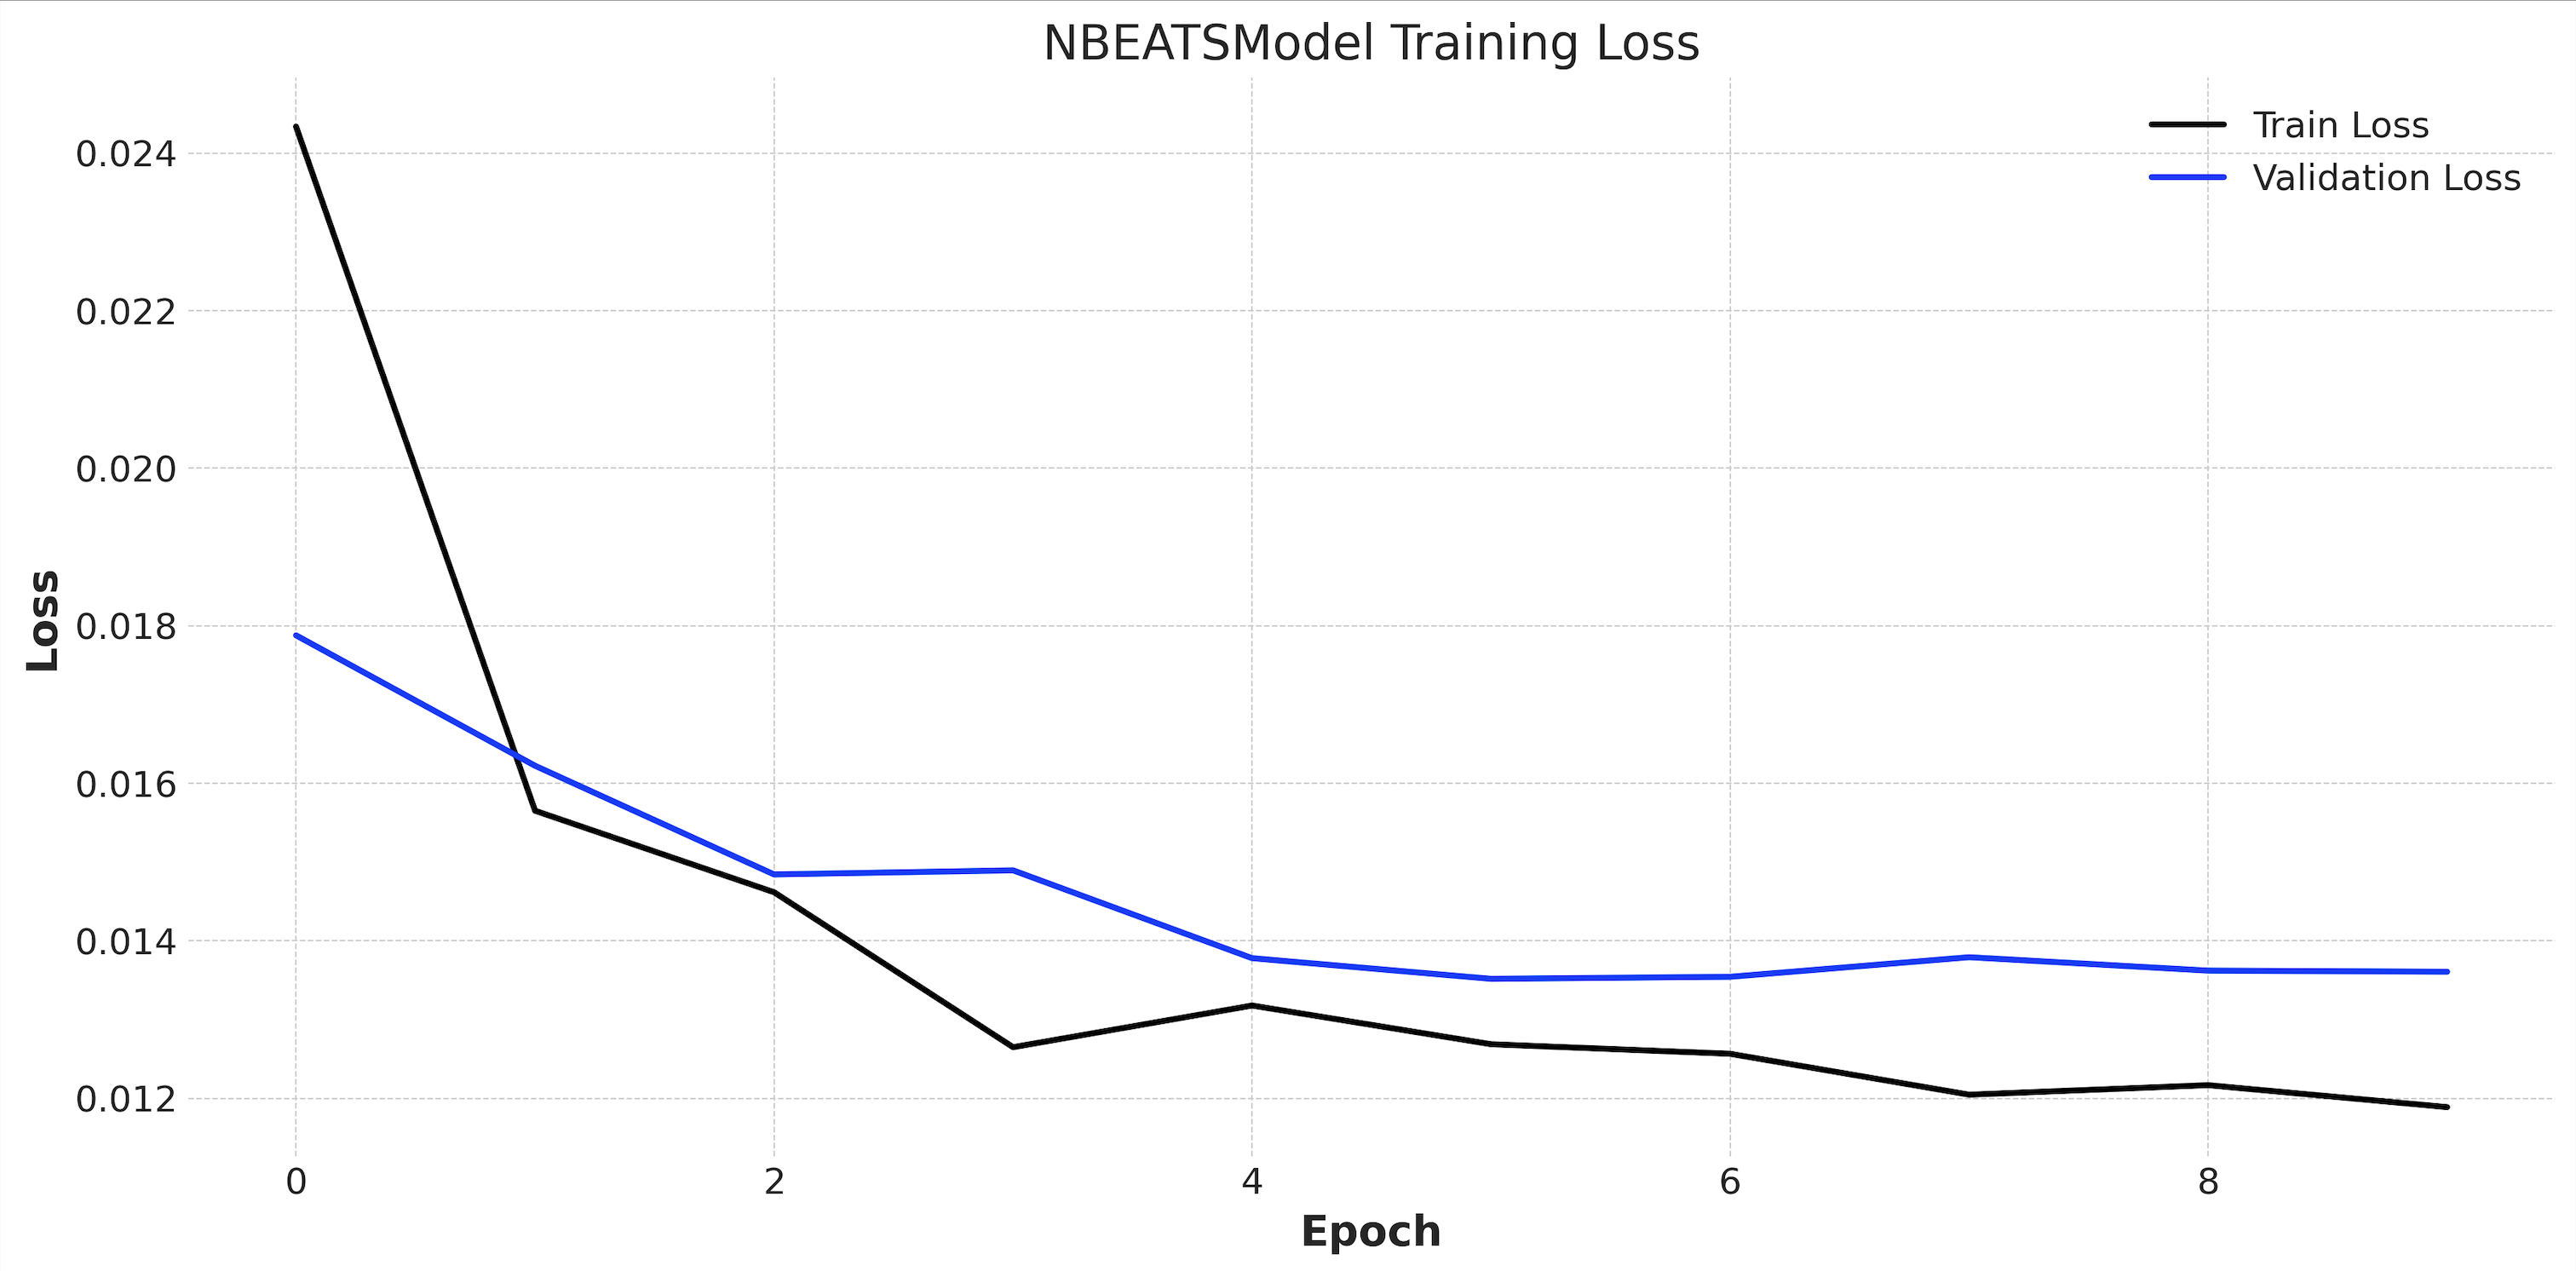 NBEATSModel Training Loss
Train Loss
Validation Loss
0.024
0.022
0.020
0.018
0.016
0.014
0.012
Loss
0 2 4 6 8
Epoch